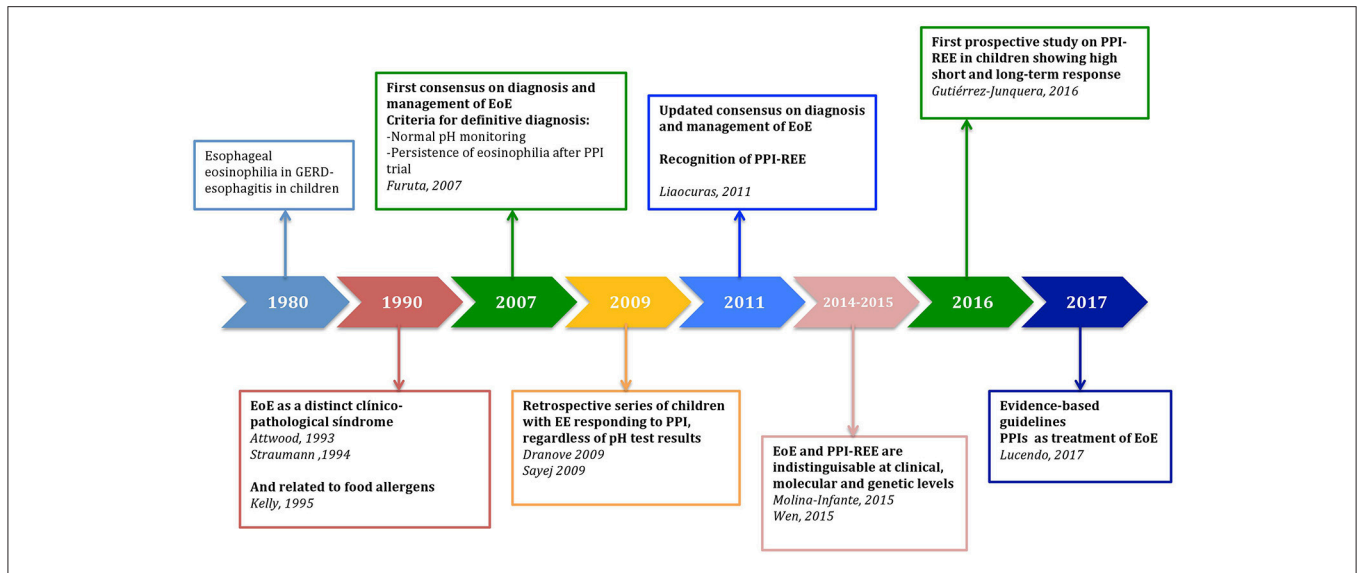 First prospective study on PPI-
REE in children showing high
short and long-term response
Gutiérrez-Junquera, 2016
First consensus on diagnosis and
management of EoE
Criteria for definitive diagnosis:
-Normal pH monitoring
-Persistence of eosinophilia after PPI
trial
Furuta, 2007
Updated consensus on diagnosis
and management of EoE
Recognition of PPI-REE
Liaocuras, 2011
Esophageal
eosinophilia in GERD-
esophagitis in children
1980
1990
2007
2009
2011
2014-2015
2016
2017
EoE as a distinct clínico-
pathological síndrome
Attwood, 1993
Straumann ,1994
And related to food allergens
Kelly, 1995
Retrospective series of children
with EE responding to PPI,
regardless of pH test results
Dranove 2009
Sayej 2009
EoE and PPI-REE are
indistinguisable at clinical,
molecular and genetic levels
Molina-Infante, 2015
Wen, 2015
Evidence-based
guidelines
PPIs as treatment of EoE
Lucendo, 2017